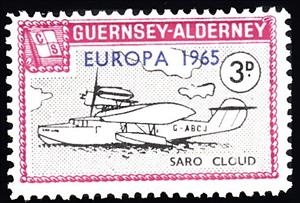 GUERNSEY-ALDERNEY
C S
EUROPA 1965
3D
G-ABCJ
SARO CLOUD